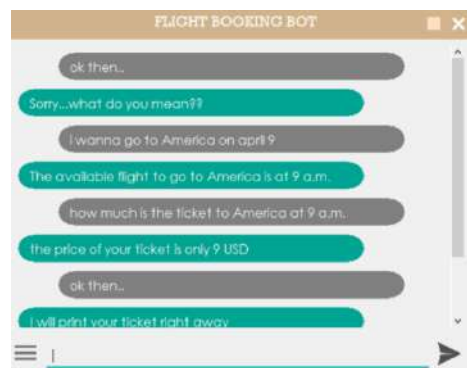 FLIGHT BOOKING BOT
ok then..
Sorry...what do you mean??
i wanna go to America on april 9
The available flight to go to America is at 9 a.m.
how much is the ticket to America at 9 a.m.
the price of your ticket is only 9 USD
ok then..
I will print your ticket right away